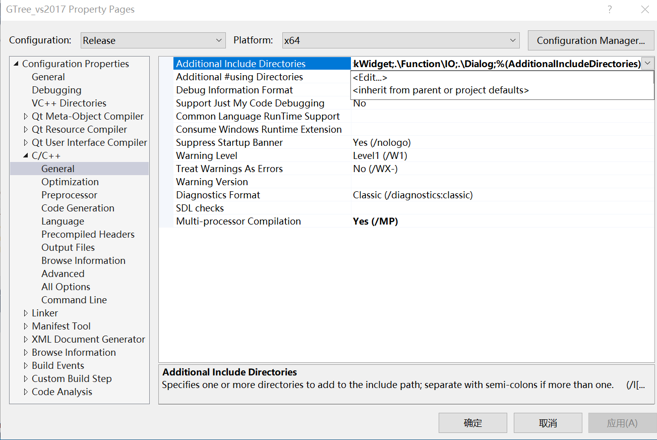 GTree_vs2017 Property Pages
Configuration: Release Platform: x64 Configuration Manager...
Configuration Properties
General
Debugging
VC++ Directories
Qt Meta-Object Compiler
Qt Resource Compiler
Qt User Interface Compiler
C/C++
General
Optimization
Preprocessor
Code Generation
Language
Precompiled Headers
Output Files
Browse Information
Advanced
All Options
Command Line
Linker
Manifest Tool
XML Document Generator
Browse Information
Build Events
Custom Build Step
Code Analysis
Additional Include Directories kWidget;.\Function\IO;.\Dialog;%(AdditionalIncludeDirectories)
Additional #using Directories <Edit...>
Debug Information Format <inherit from parent or project defaults>
Support Just My Code Debugging No
Common Language RunTime Support
Consume Windows Runtime Extension
Suppress Startup Banner Yes (/nologo)
Warning Level Level1 (/W1)
Treat Warnings As Errors No (/WX-)
Warning Version
Diagnostics Format Classic (/diagnostics:classic)
SDL checks
Multi-processor Compilation Yes (/MP)
Additional Include Directories
Specifies one or more directories to add to the include path; separate with semi-colons if more than one. (/I[...
确定 取消 应用(A)